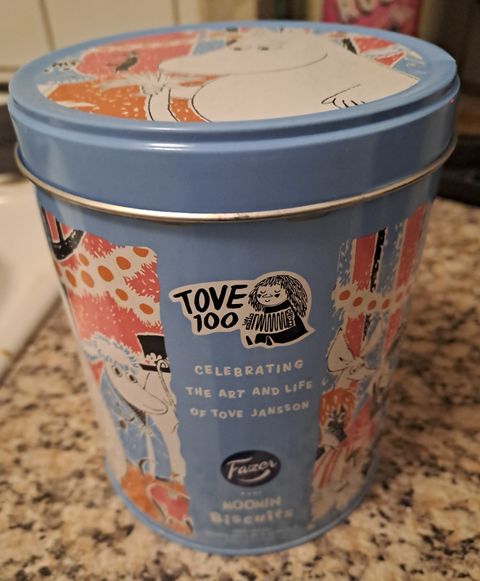 TOVE
100
CELEBRATING
THE ART AND LIFE
OF TOVE JANSSON
Fazer
MOOMIN
Biscuits